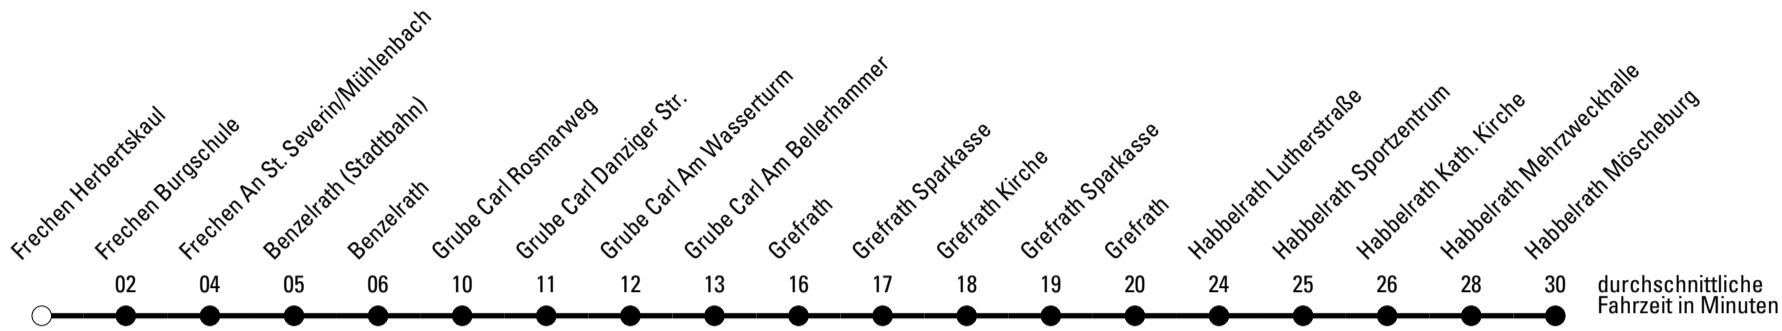 Frechen Herbertskaul
Frechen Burgschule
Frechen An St. Severin/Mühlenbach
Benzelrath (Stadtbahn)
Benzelrath
Grube Carl Rosmarweg
Grube Carl Danziger Str.
Grube Carl Am Wasserturm
Grube Carl Am Bellerhammer
Grefrath
Grefrath Sparkasse
Grefrath Kirche
Grefrath Sparkasse
Grefrath
Habbelrath Lutherstraße
Habbelrath Sportzentrum
Habbelrath Kath. Kirche
Habbelrath Mehrzweckhalle
Habbelrath Möscheburg
02 04 05 06 10 11 12 13 16 17 18 19 20 24 25 26 28 30 durchschnittliche
Fahrzeit in Minuten